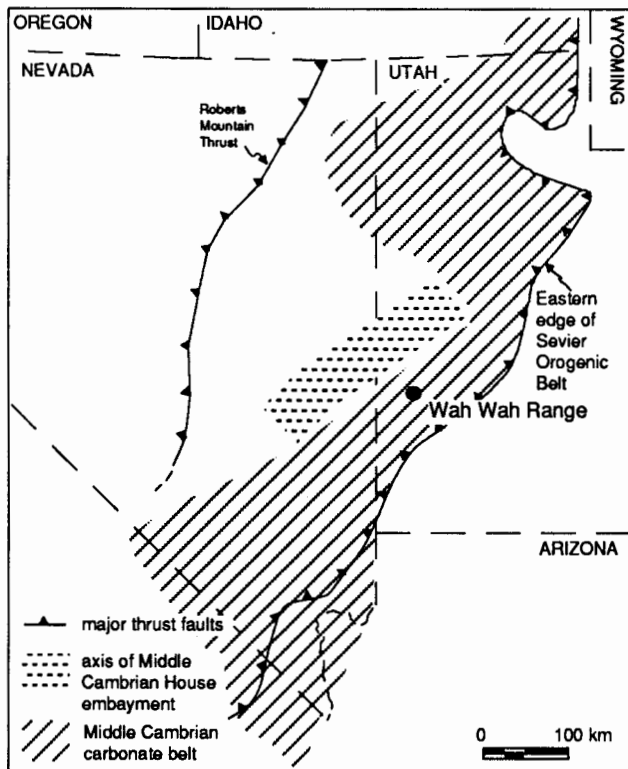 OREGON
IDAHO
WYOMING
NEVADA
UTAH
Roberts
Mountain
Thrust
Eastern
edge of
Sevier
Orogenic
Belt
Wah Wah Range
ARIZONA
major thrust faults
axis of Middle
Cambrian House
embayment
Middle Cambrian
carbonate belt
0 100 km